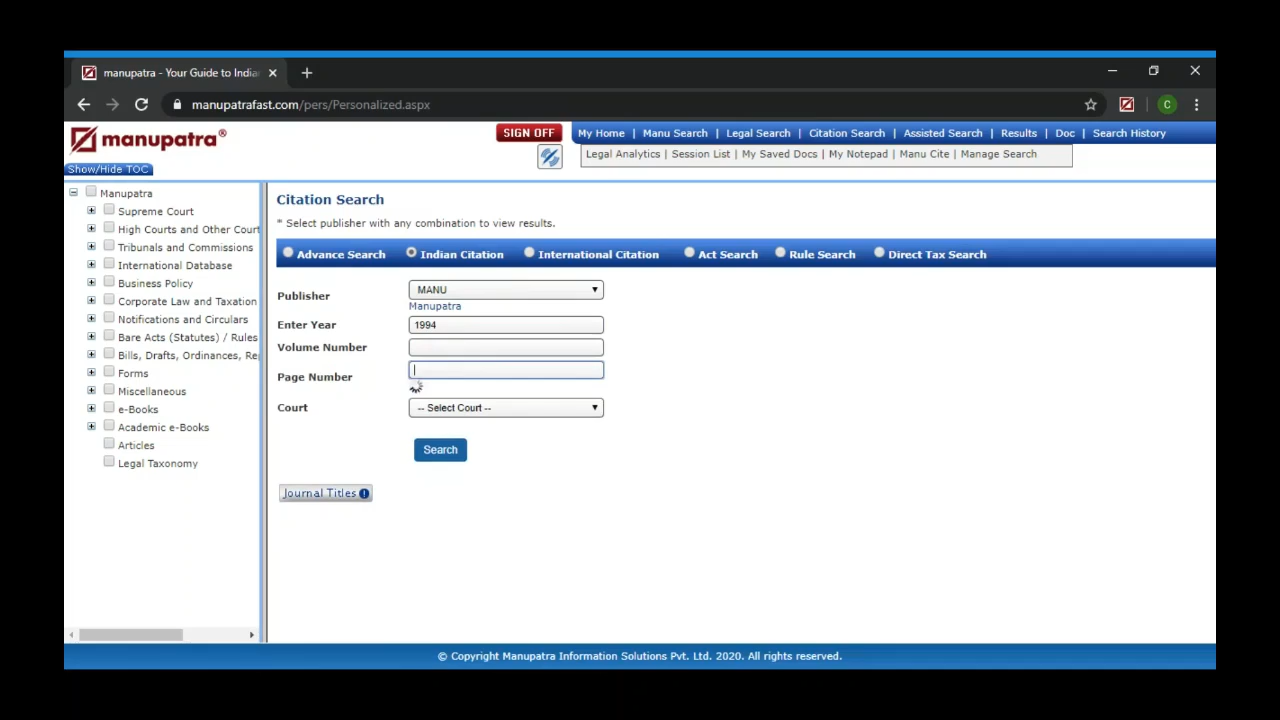 manupatra - Your Guide to India
manupatrafast.com/pers/Personalized.aspx
C
manupatra®
SIGN OFF
My Home | Manu Search | Legal Search | Citation Search | Assisted Search | Results | Doc | Search History
Legal Analytics | Session List | My Saved Docs | My Notepad | Manu Cite | Manage Search
Show/Hide TOC
Manupatra
Supreme Court
High Courts and Other Court
Tribunals and Commissions
International Database
Business Policy
Corporate Law and Taxation
Notifications and Circulars
Bare Acts (Statutes) / Rules
Bills, Drafts, Ordinances, Re
Forms
Miscellaneous
e-Books
Academic e-Books
Articles
Legal Taxonomy
Citation Search
* Select publisher with any combination to view results.
Advance Search Indian Citation International Citation Act Search Rule Search Direct Tax Search
Publisher MANU
Manupatra
Enter Year 1994
Volume Number
Page Number
Court -- Select Court --
Search
Journal Titles
© Copyright Manupatra Information Solutions Pvt. Ltd. 2020. All rights reserved.